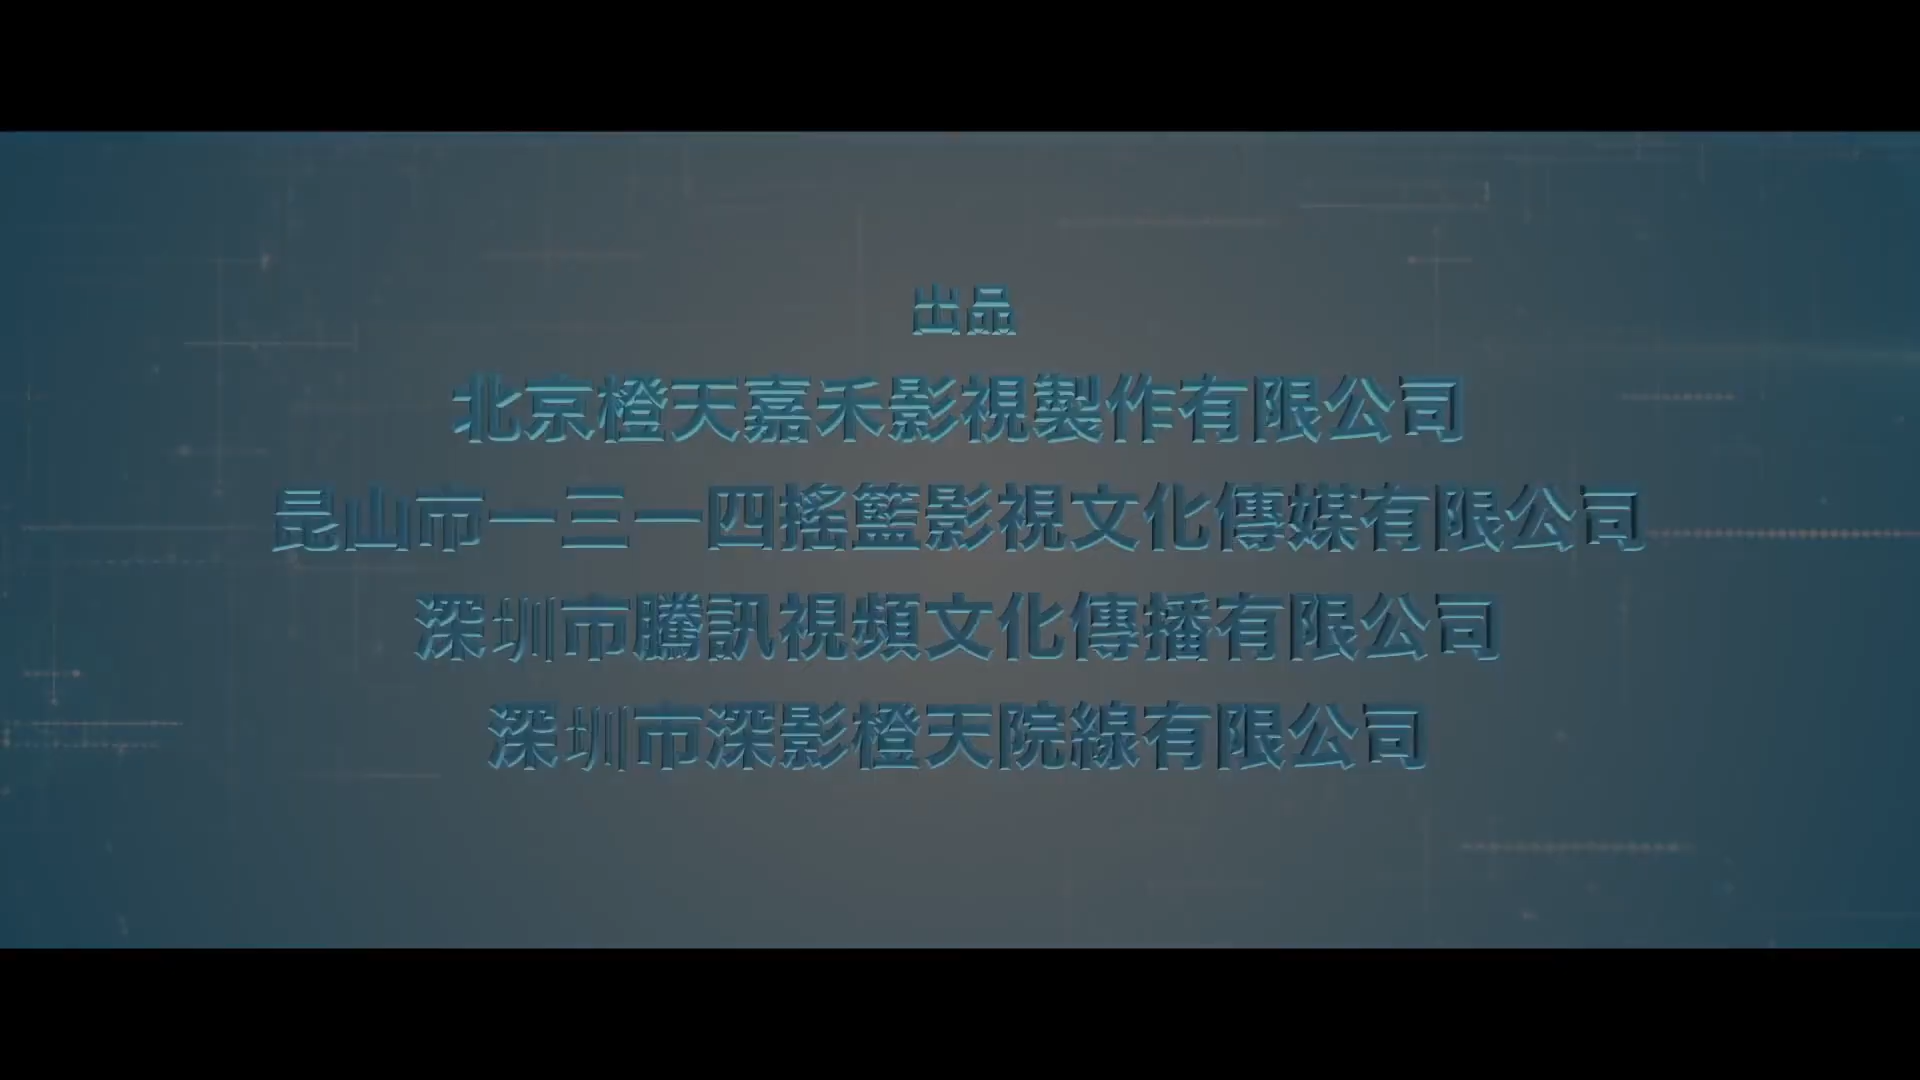 出品
北京橙天嘉禾影視製作有限公司
昆山市一三一四搖籃影視文化傳媒有限公司
深圳市騰訊視頻文化傳播有限公司
深圳市深影橙天院線有限公司